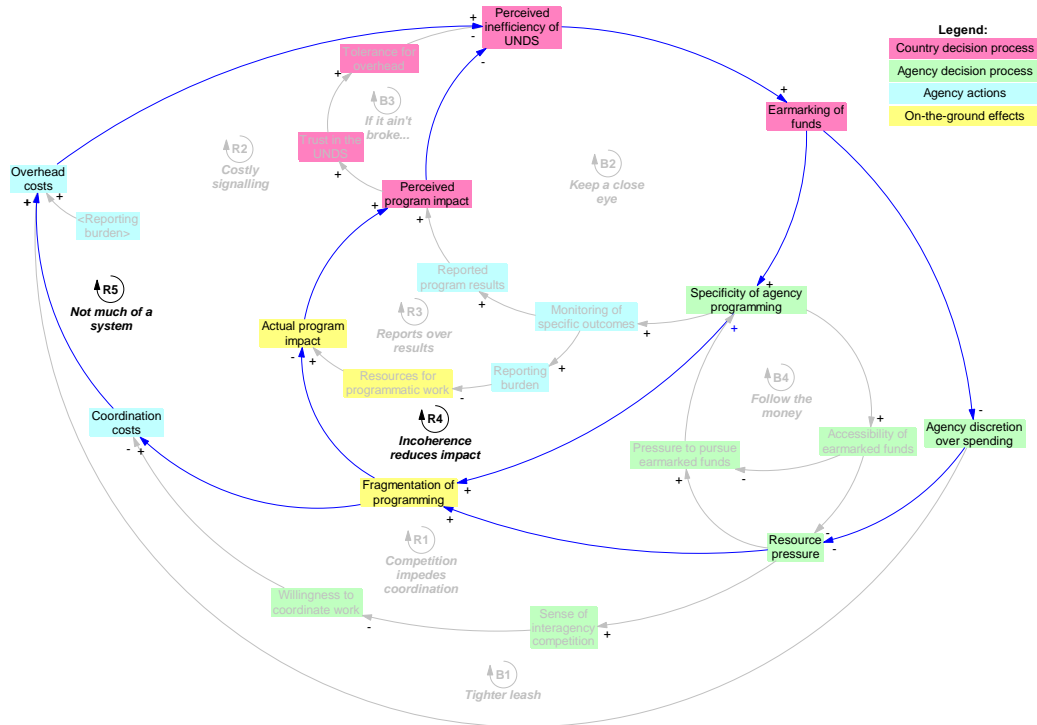 Perceived
inefficiency of
UNDS
+
-
Legend:
Country decision process
Agency decision process
Agency actions
On-the-ground effects
Tolerance for
overhead
+
-
B3
If it ain't
broke...
+
Earmarking of
funds
R2
Costly
signalling
Trust in the
UNDS
+
B2
Keep a close
eye
Overhead
costs
+
+
Perceived
program impact
+
+
<Reporting
burden>
R5
Not much of a
system
Reported
program results
+
+
Specificity of agency
programming
+
Monitoring of
specific outcomes
+
R3
Reports over
results
Actual program
impact
-
+
Resources for
programmatic work
-
Reporting
burden
+
B4
Follow the
money
R4
Incoherence
reduces impact
Coordination
costs
-
+
Pressure to pursue
earmarked funds
+
-
Accessibility of
earmarked funds
+
-
Agency discretion
over spending
Fragmentation of
programming
+
+
R1
Competition
impedes
coordination
Resource
pressure
-
-
Willingness to
coordinate work
-
Sense of
interagency
competition
+
B1
Tighter leash